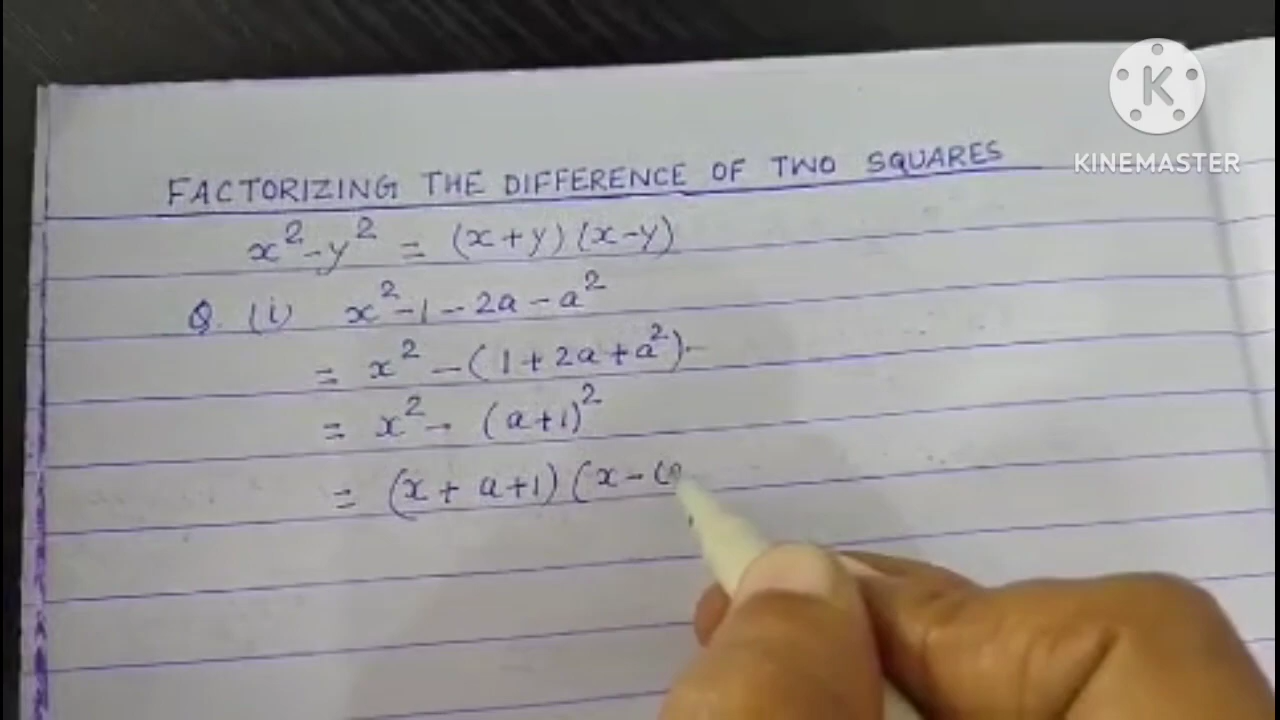 K
KINEMASTER
FACTORIZING THE DIFFERENCE OF TWO SQUARES
x² - y² = (x + y) (x - y)
Q. (i) x² - 1 - 2a - a²
= x² - (1 + 2a + a²)
= x² - (a + 1)²
= (x + a + 1) (x - (